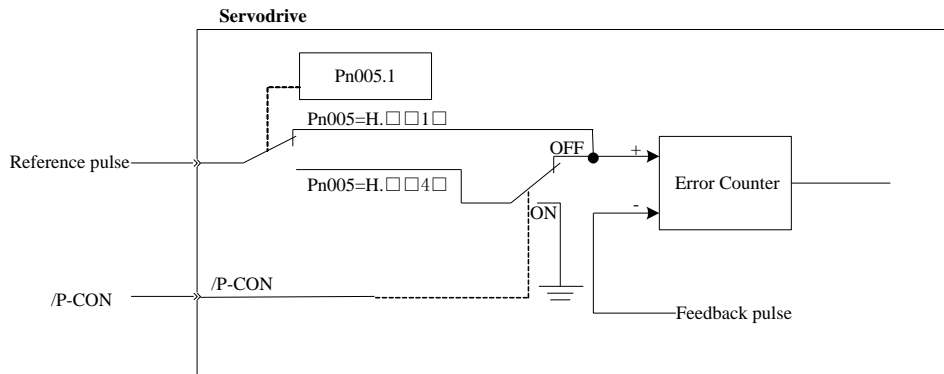 Servodrive
Pn005.1
Pn005=H.□□1□
Reference pulse
OFF
+
Error Counter
Pn005=H.□□4□
-
ON
/P-CON
/P-CON
Feedback pulse